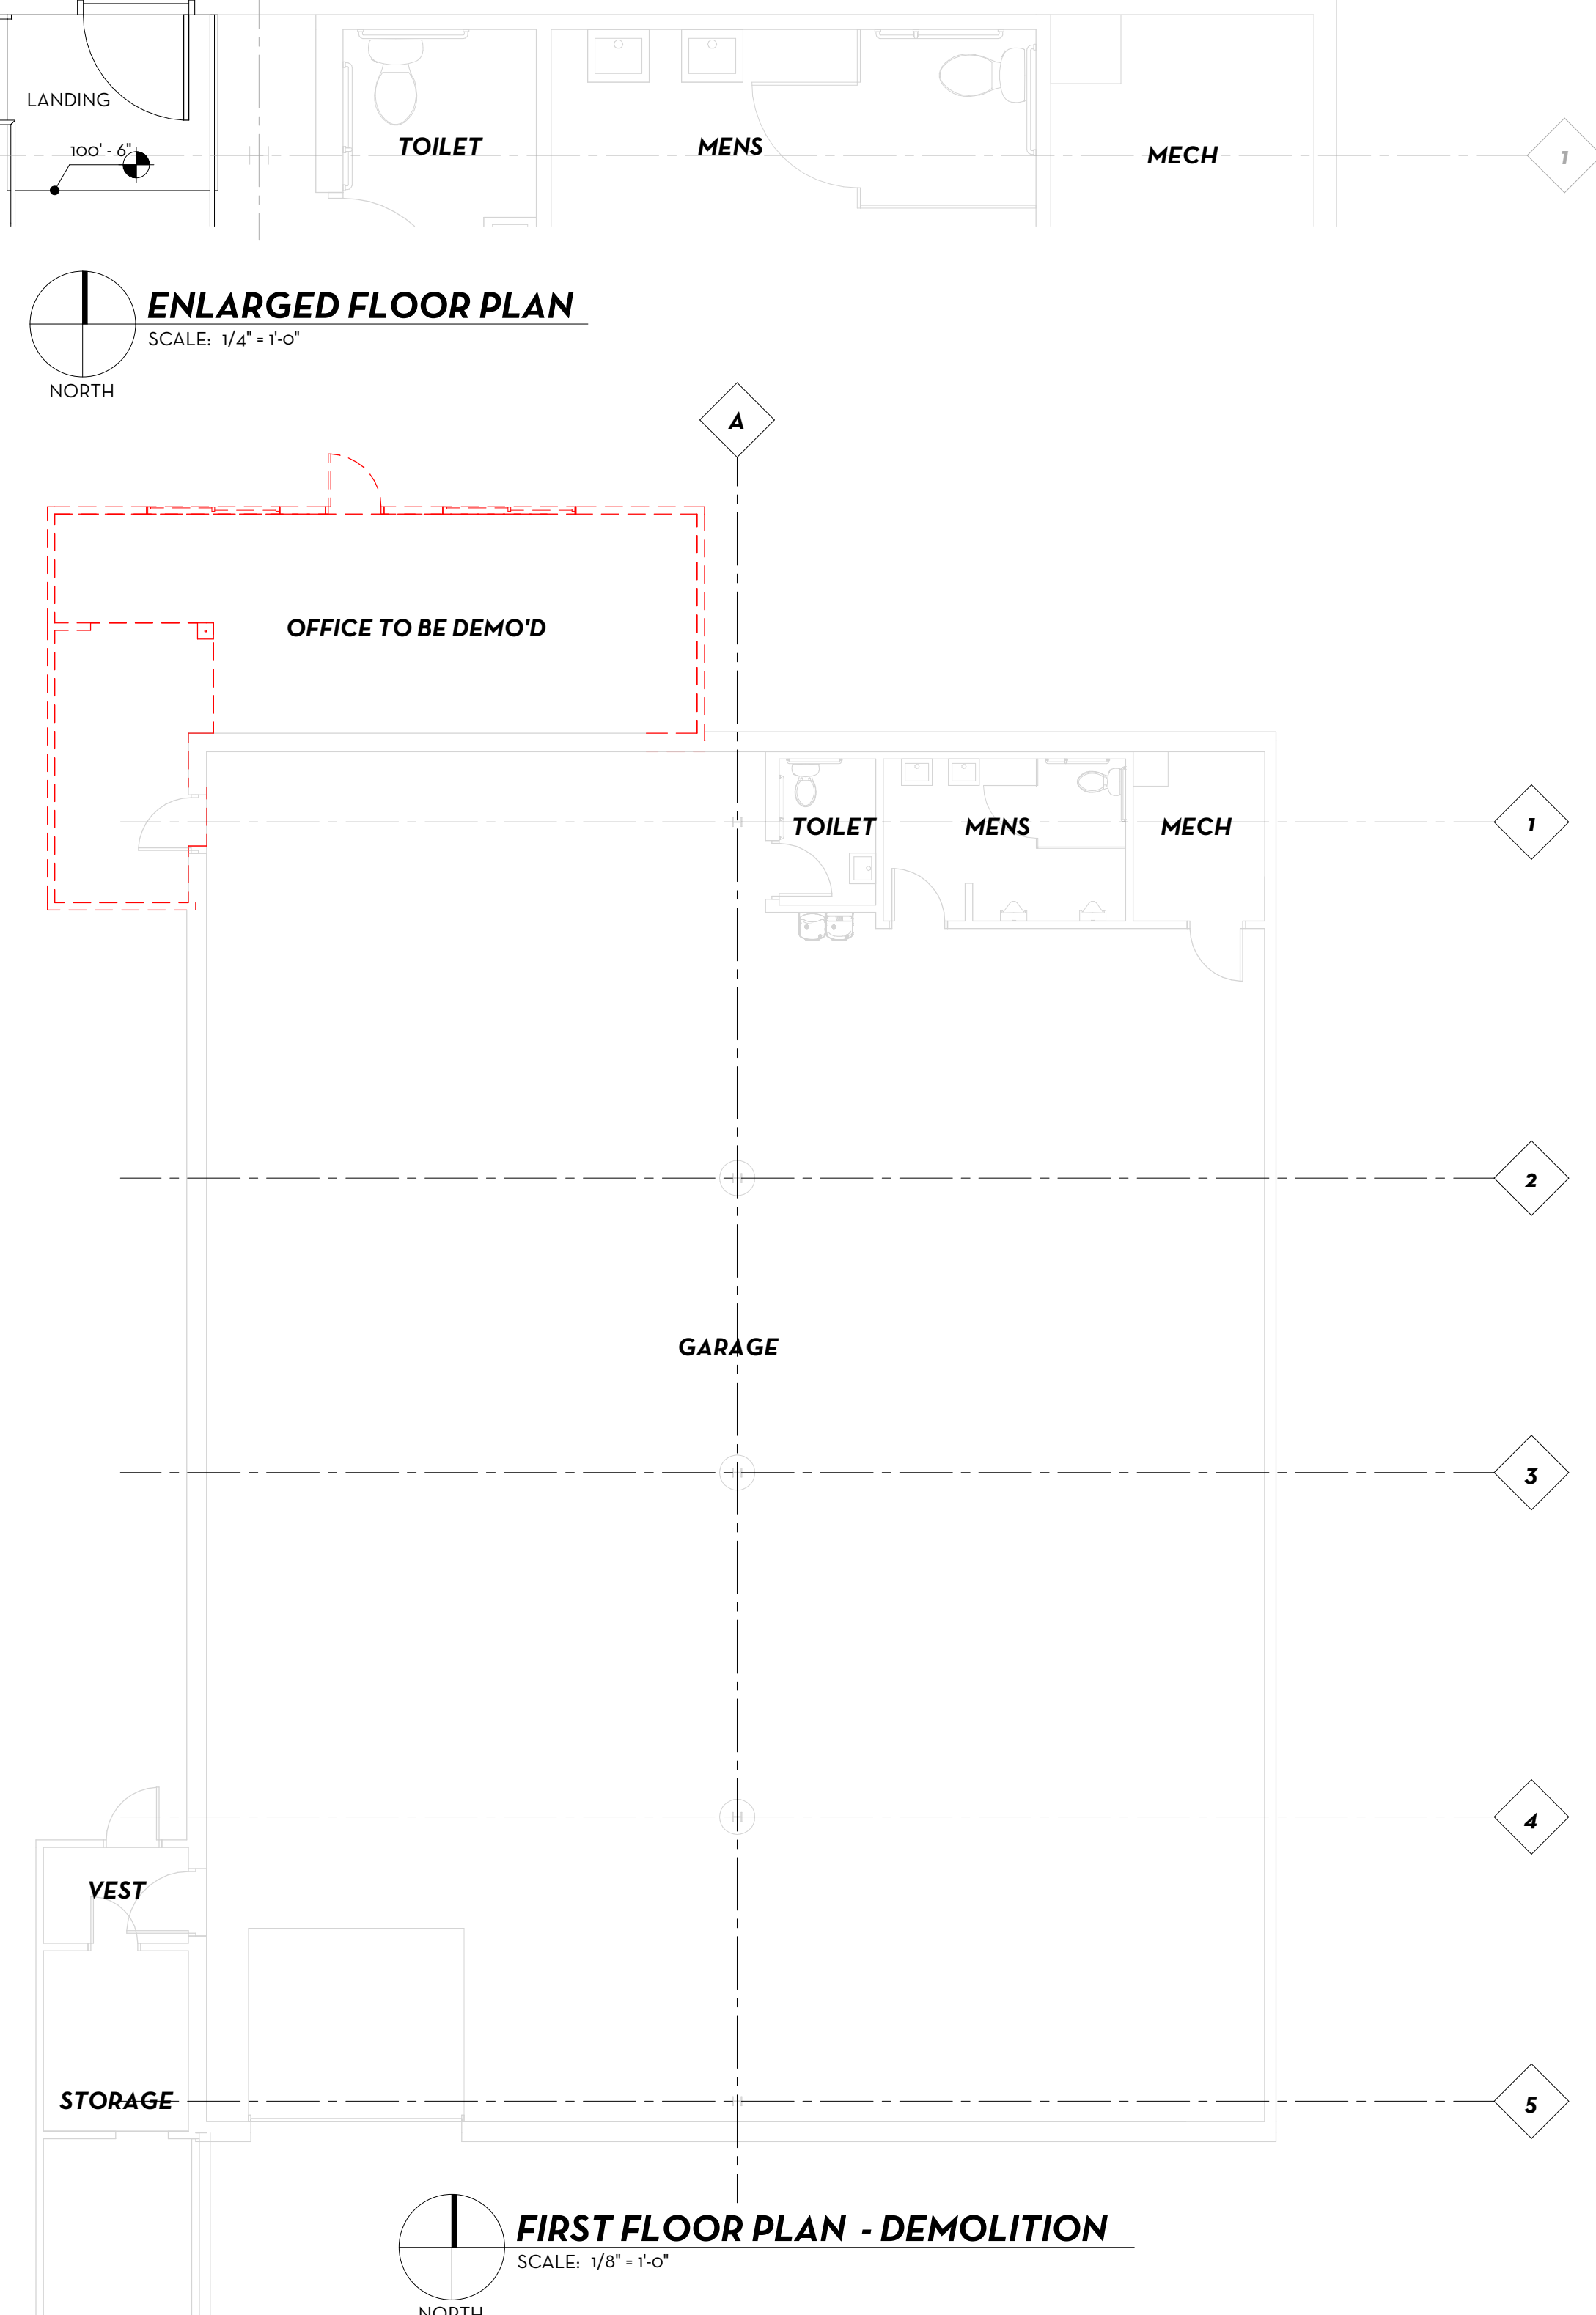 LANDING
100' - 6"
TOILET
MENS
MECH
1
ENLARGED FLOOR PLAN
SCALE: 1/4" = 1'-0"
NORTH
A
OFFICE TO BE DEMO'D
TOILET
MENS
MECH
1
2
GARAGE
3
4
VEST
STORAGE
5
FIRST FLOOR PLAN - DEMOLITION
SCALE: 1/8" = 1'-0"
NORTH